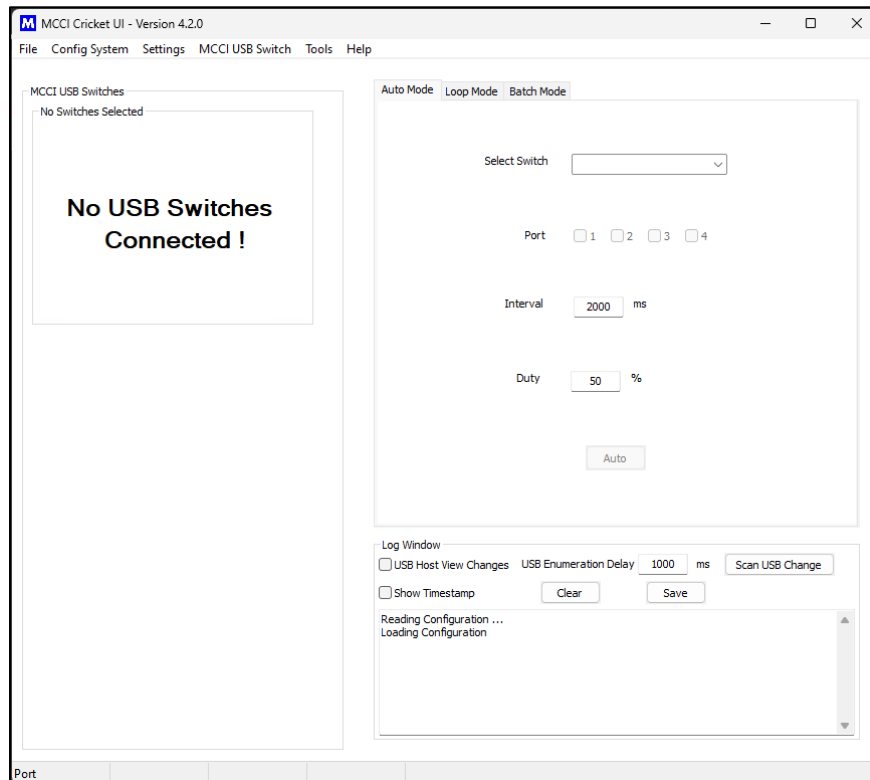 M MCCI Cricket UI - Version 4.2.0
File Config System Settings MCCI USB Switch Tools Help
MCCI USB Switches
No Switches Selected
No USB Switches
Connected !
Auto Mode Loop Mode Batch Mode
Select Switch
Port 1 2 3 4
Interval 2000 ms
Duty 50 %
Auto
Log Window
USB Host View Changes USB Enumeration Delay 1000 ms Scan USB Change
Show Timestamp Clear Save
Reading Configuration ...
Loading Configuration
Port